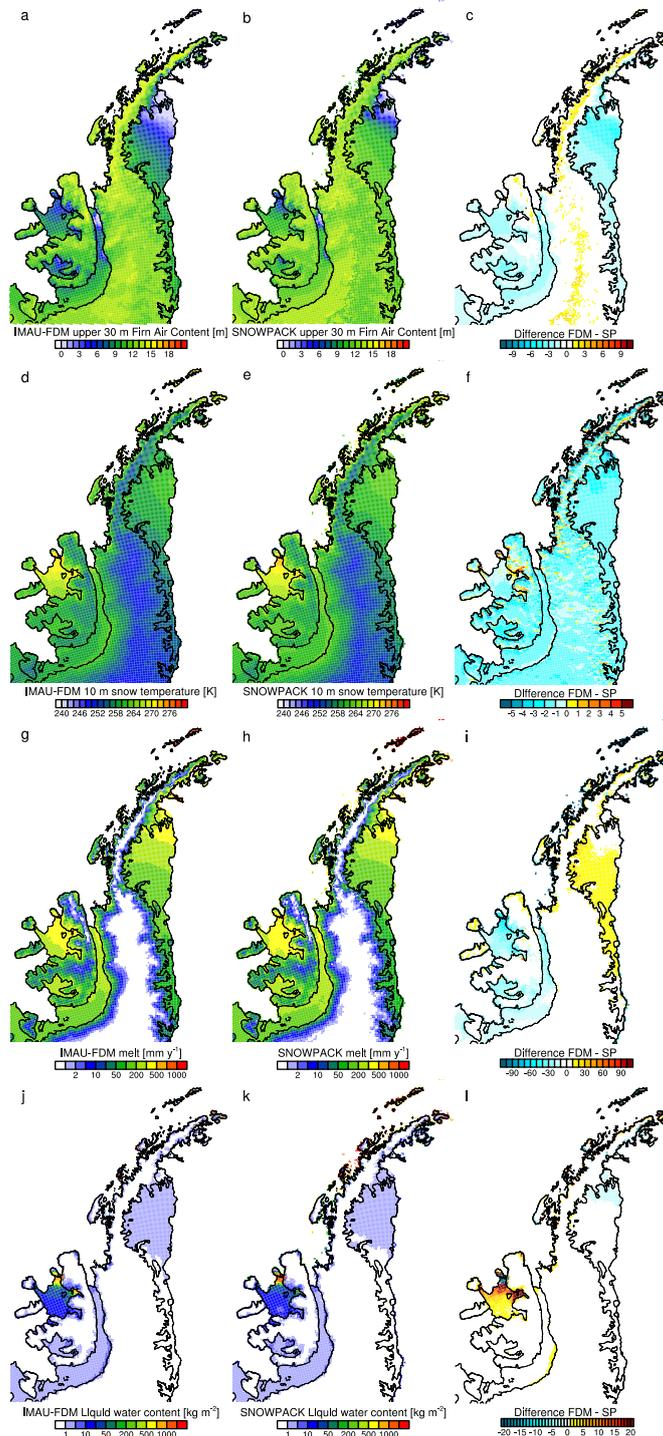 a b c
IMAU-FDM upper 30 m Firn Air Content [m] SNOWPACK upper 30 m Firn Air Content [m] Difference FDM - SP
0 3 6 9 12 15 18 0 3 6 9 12 15 18 -9 -6 -3 0 3 6 9
d e f
IMAU-FDM 10 m snow temperature [K] SNOWPACK 10 m snow temperature [K] Difference FDM - SP
240 246 252 258 264 270 276 240 246 252 258 264 270 276 -5 -4 -3 -2 -1 0 1 2 3 4 5
g h i
IMAU-FDM melt [mm y⁻¹] SNOWPACK melt [mm y⁻¹] Difference FDM - SP
2 10 50 200 500 1000 2 10 50 200 500 1000 -90 -60 -30 0 30 60 90
j k l
IMAU-FDM Liquid water content [kg m⁻²] SNOWPACK Liquid water content [kg m⁻²] Difference FDM - SP
1 10 50 200 500 1000 1 10 50 200 500 1000 -20 -15 -10 -5 0 5 10 15 20